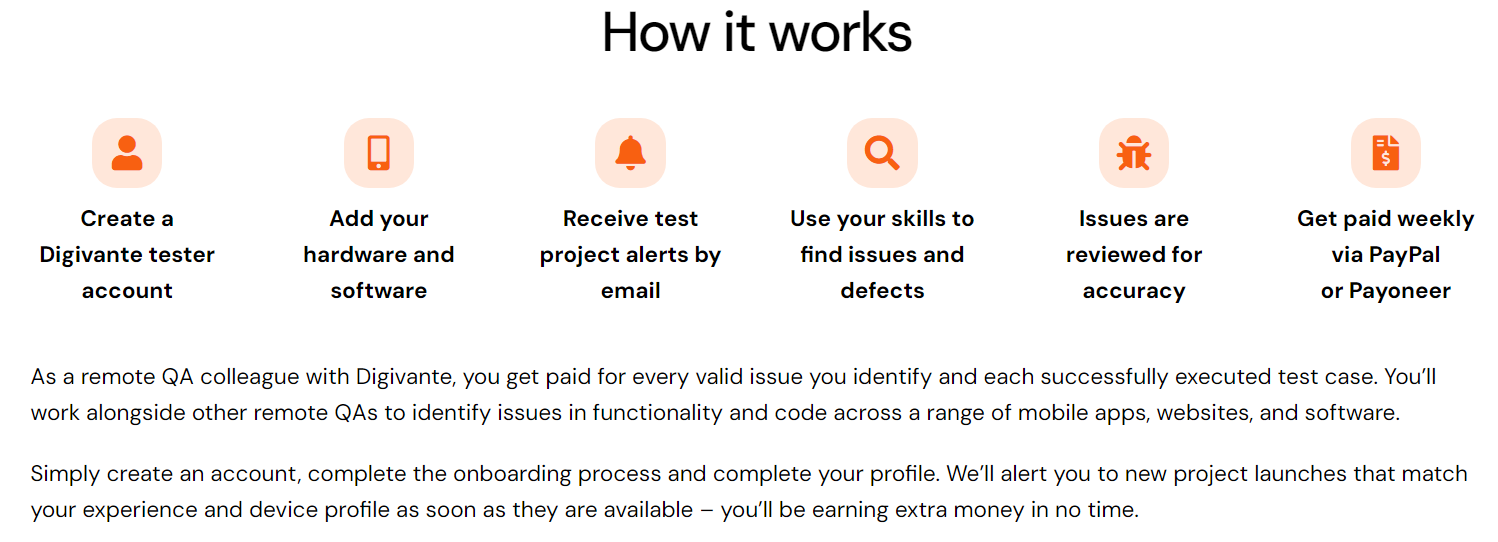 How it works
Create a
Digivante tester
account
Add your
hardware and
software
Receive test
project alerts by
email
Use your skills to
find issues and
defects
Issues are
reviewed for
accuracy
$
Get paid weekly
via PayPal
or Payoneer
As a remote QA colleague with Digivante, you get paid for every valid issue you identify and each successfully executed test case. You’ll
work alongside other remote QAs to identify issues in functionality and code across a range of mobile apps, websites, and software.
Simply create an account, complete the onboarding process and complete your profile. We’ll alert you to new project launches that match
your experience and device profile as soon as they are available – you’ll be earning extra money in no time.